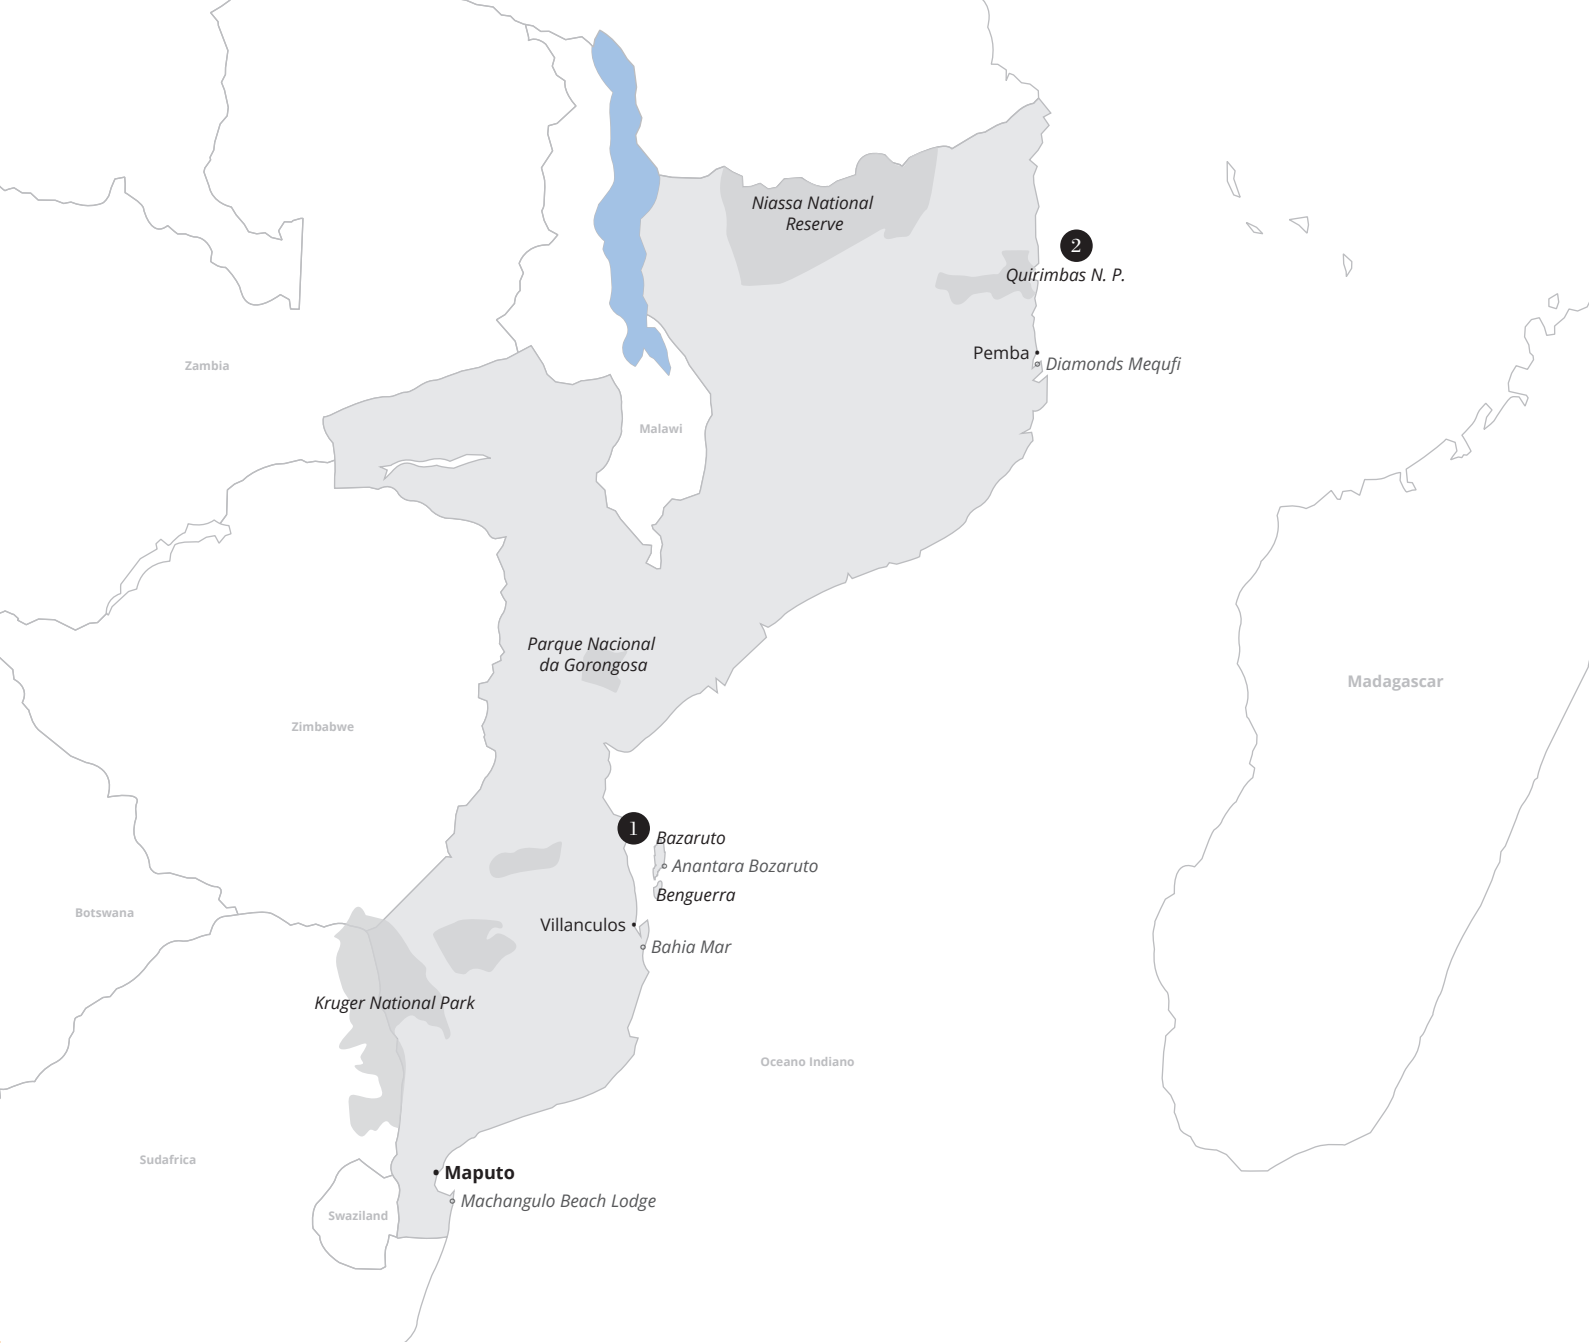 Niassa National
Reserve
2
Quirimbas N. P.
Zambia
Pemba
Diamonds Mequfi
Malawi
Parque Nacional
da Gorongosa
Madagascar
Zimbabwe
1
Bazaruto
Anantara Bozaruto
Benguerra
Botswana
Villanculos
Bahia Mar
Kruger National Park
Oceano Indiano
Sudafrica
Maputo
Machangulo Beach Lodge
Swaziland